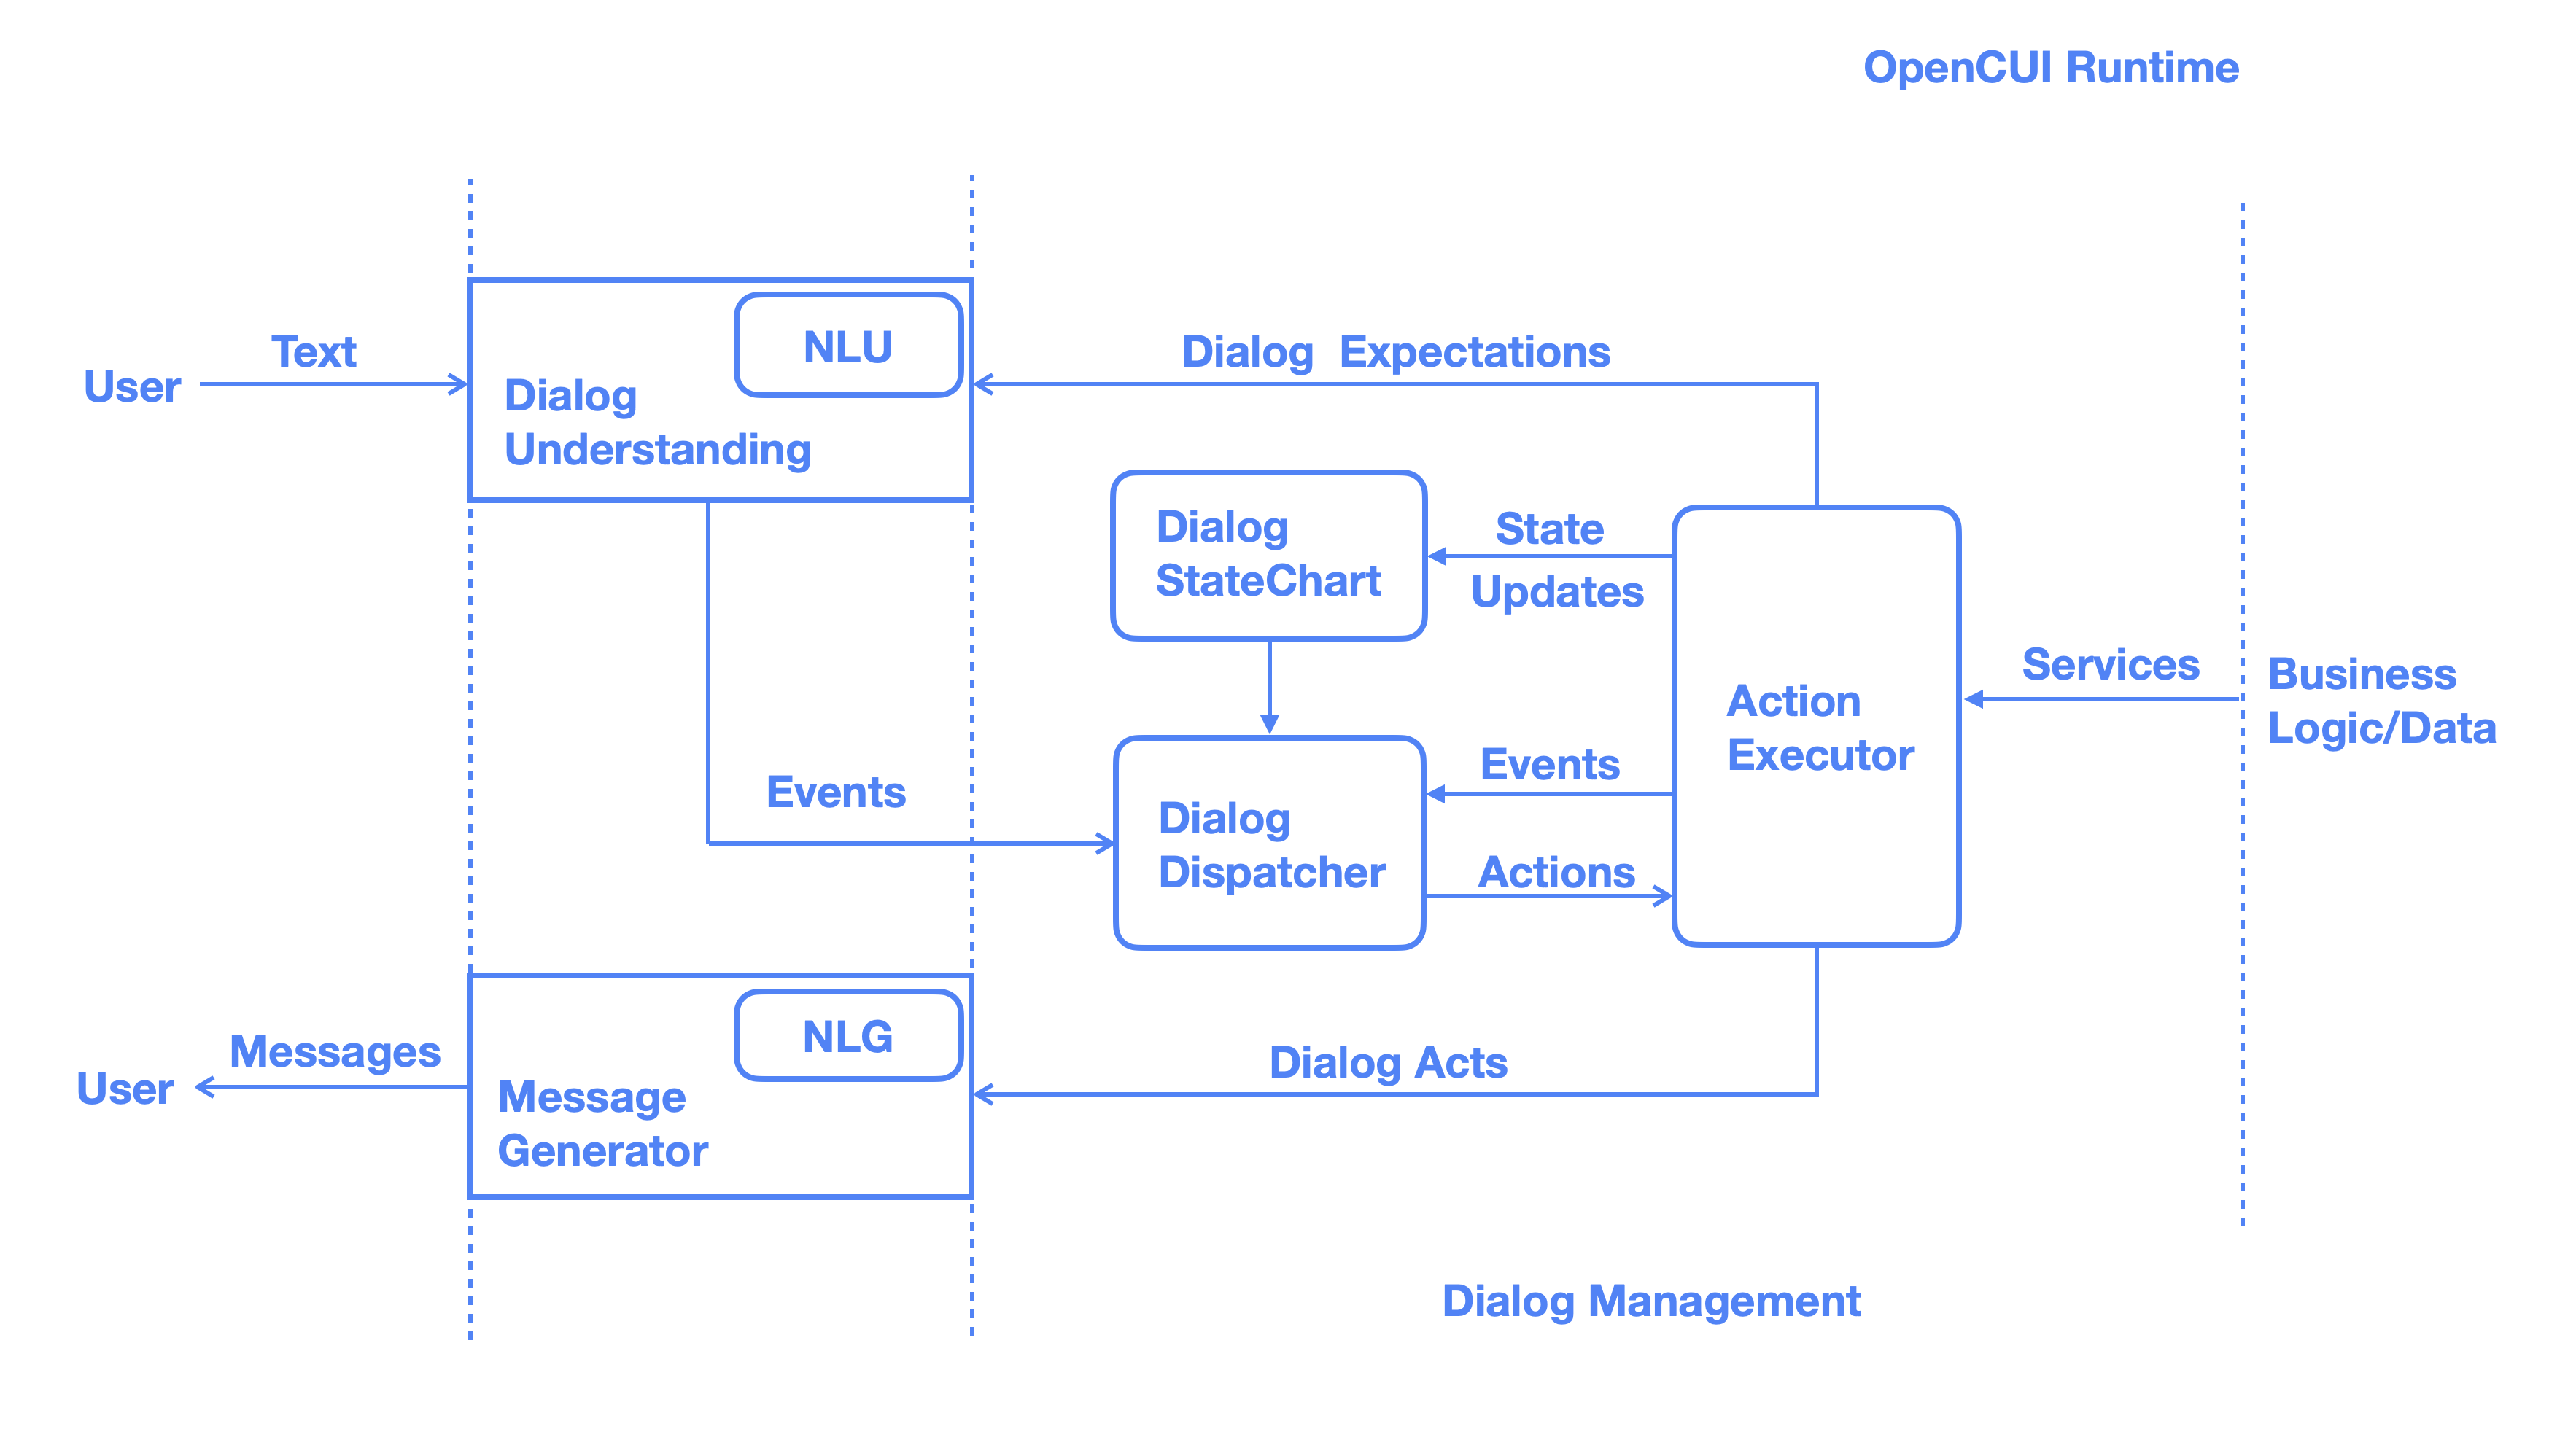 OpenCUI Runtime
Text
User
NLU
Dialog
Understanding
Dialog Expectations
Dialog
StateChart
State
Updates
Services
Business
Logic/Data
Action
Executor
Events
Events
Dialog
Dispatcher
Actions
NLG
Messages
User
Message
Generator
Dialog Acts
Dialog Management